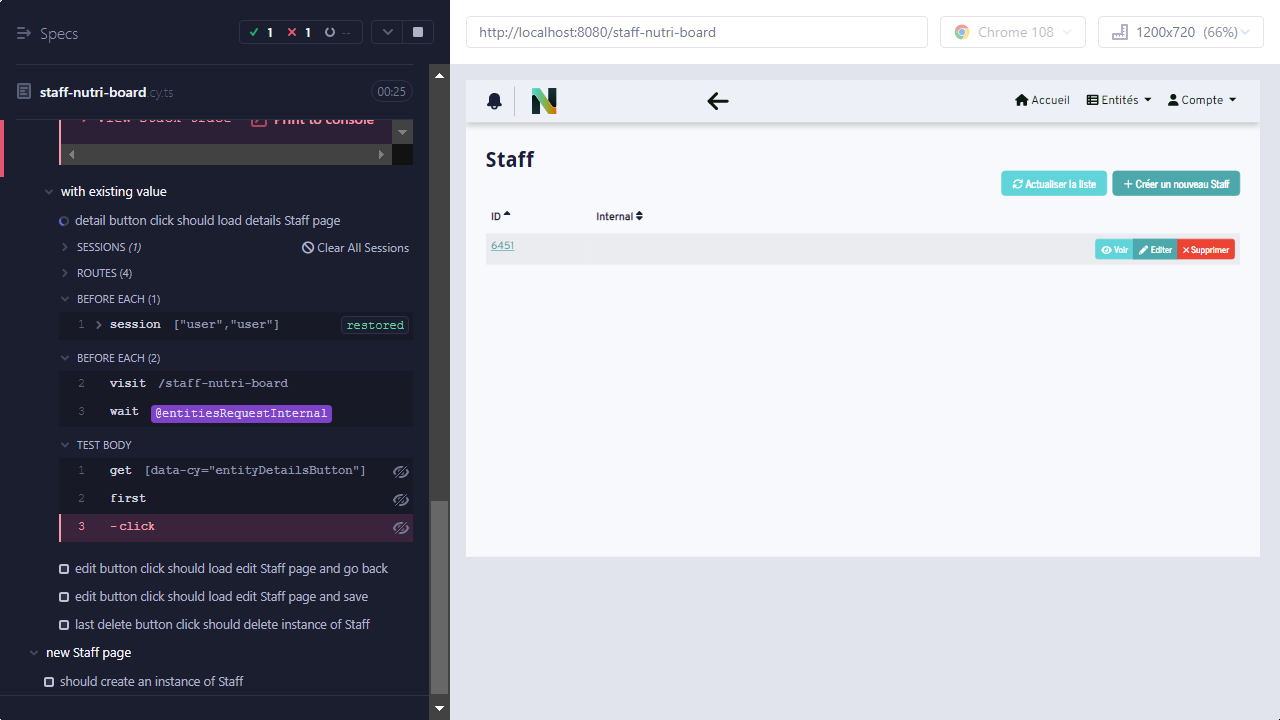 Specs
1
1
--
staff-nutri-board.cy.ts
00:25
View stack trace
Print to console
with existing value
detail button click should load details Staff page
SESSIONS (1)
Clear All Sessions
ROUTES (4)
BEFORE EACH (1)
1 session ["user","user"] restored
BEFORE EACH (2)
2 visit /staff-nutri-board
3 wait @entitiesRequestInternal
TEST BODY
1 get [data-cy="entityDetailsButton"]
2 first
3 -click
edit button click should load edit Staff page and go back
edit button click should load edit Staff page and save
last delete button click should delete instance of Staff
new Staff page
should create an instance of Staff
http://localhost:8080/staff-nutri-board
Chrome 108
1200x720 (66%)
Accueil
Entités
Compte
Staff
Actualiser la liste
Créer un nouveau Staff
ID
Internal
6451
Voir
Editer
Supprimer